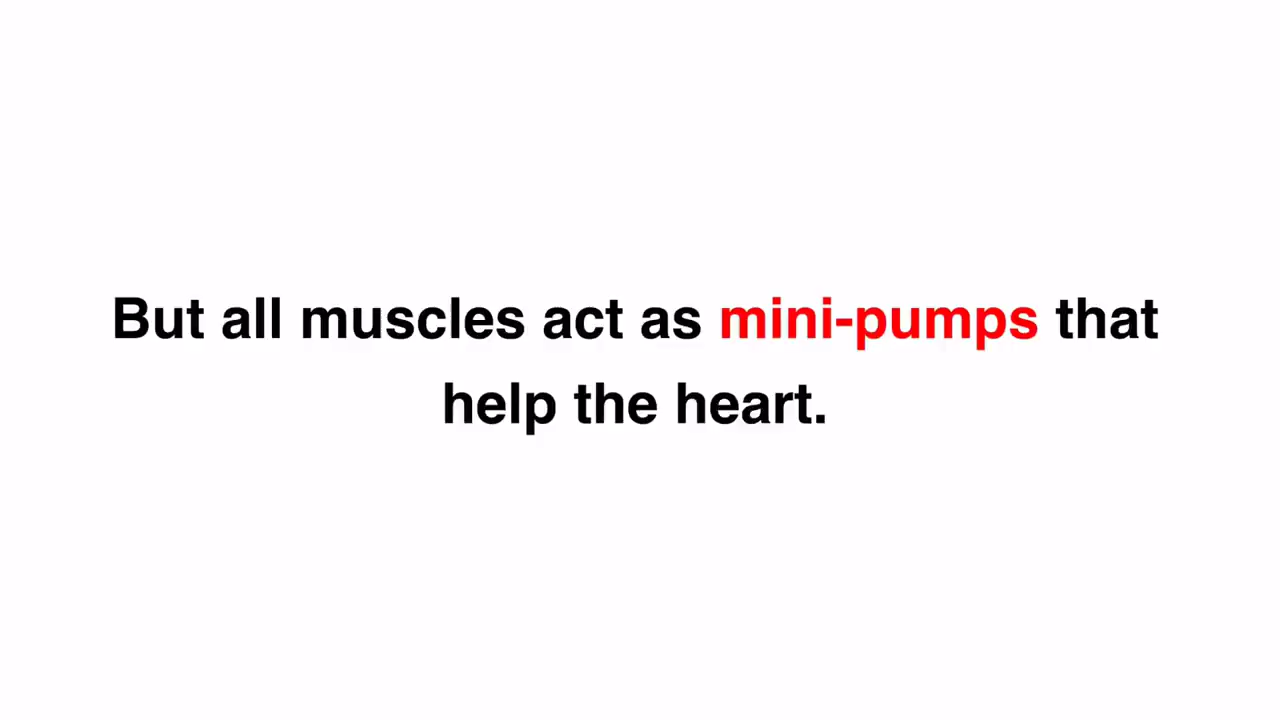 But all muscles act as mini-pumps that
help the heart.